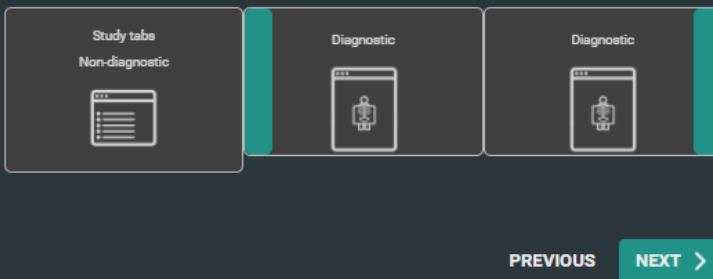 Study tabs
Non-diagnostic
Diagnostic
Diagnostic
PREVIOUS
NEXT